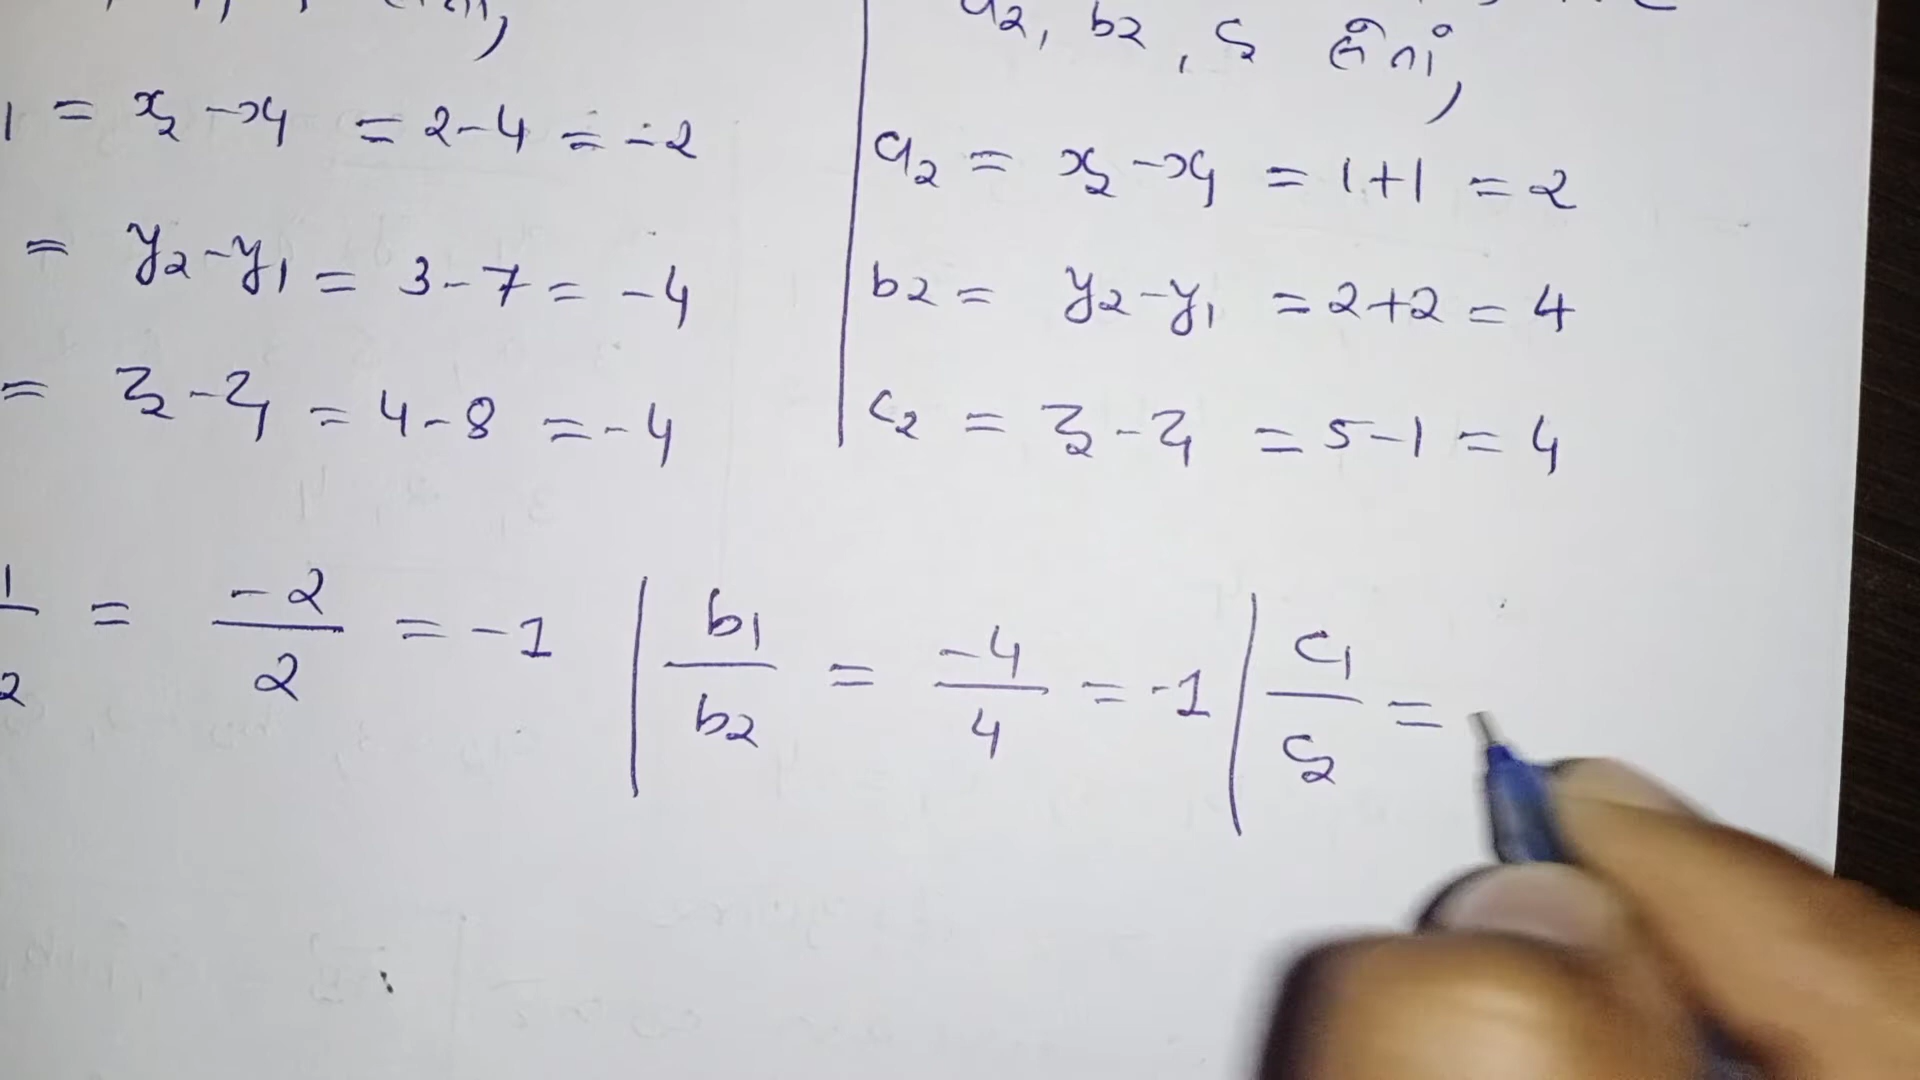 a2, b2, c2 લેતાં,
1 = x2 - x1 = 2 - 4 = -2
= y2 - y1 = 3 - 7 = -4
= z2 - z1 = 4 - 8 = -4
a2 = x2 - x1 = 1 + 1 = 2
b2 = y2 - y1 = 2 + 2 = 4
c2 = z2 - z1 = 5 - 1 = 4
1/2 = -2/2 = -1 | b1/b2 = -4/4 = -1 | c1/c2 =